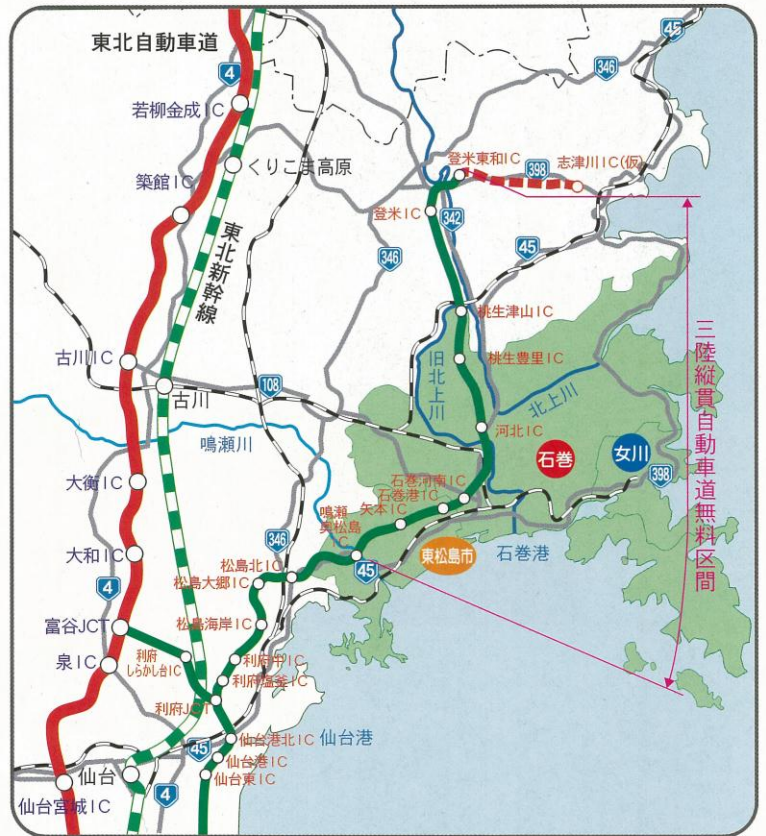 東北自動車道
4
45
346
若柳金成IC
くりこま高原
築館IC
登米東和IC
398
志津川IC(仮)
登米IC
342
45
東北新幹線
346
桃生津山IC
三陸縦貫自動車道無料区間
旧北上川
桃生豊里IC
北上川
古川IC
古川
108
河北IC
鳴瀬川
石巻
女川
398
大衡IC
石巻河南IC
石巻港IC
矢本IC
鳴瀬
奥松島
IC
石巻港
大和IC
346
松島北IC
45
東松島市
松島大郷IC
4
富谷JCT
松島海岸IC
利府
しらかし台IC
利府中IC
泉IC
利府塩釜IC
利府JCT
仙台港北IC
仙台港
45
仙台港IC
仙台
仙台東IC
4
仙台宮城IC